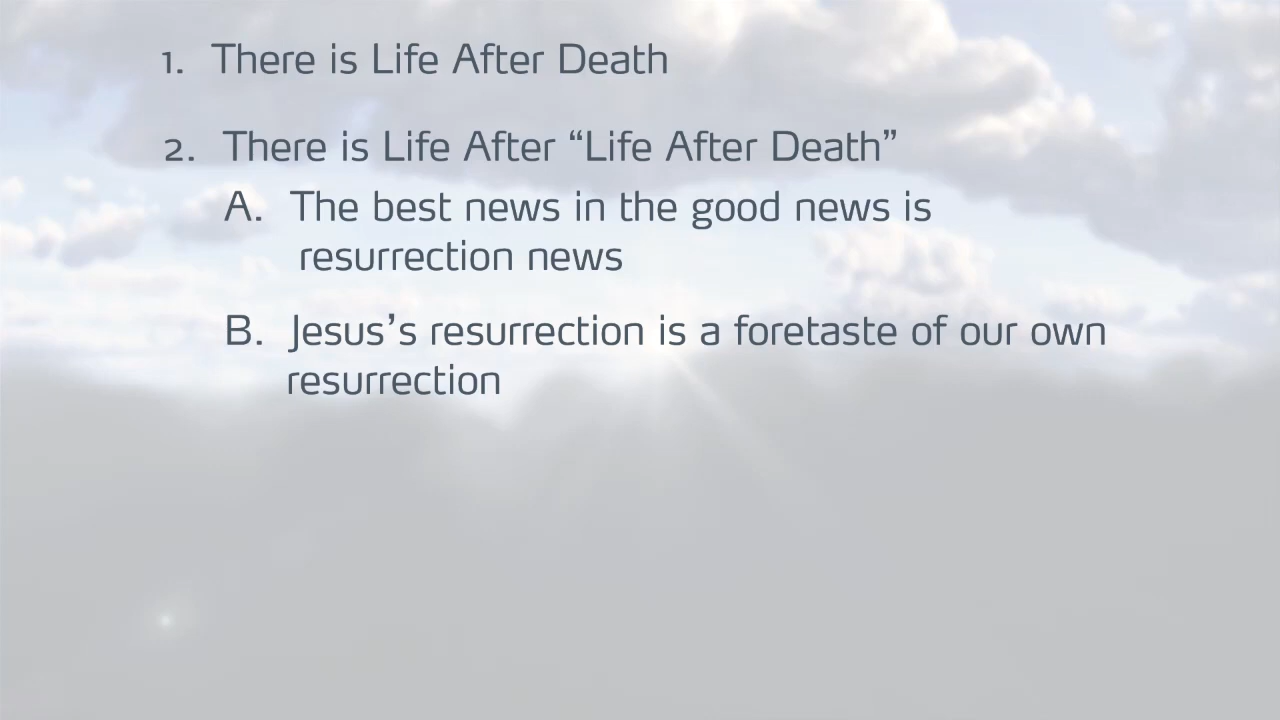 1. There is Life After Death
2. There is Life After “Life After Death”
A. The best news in the good news is
resurrection news
B. Jesus’s resurrection is a foretaste of our own
resurrection